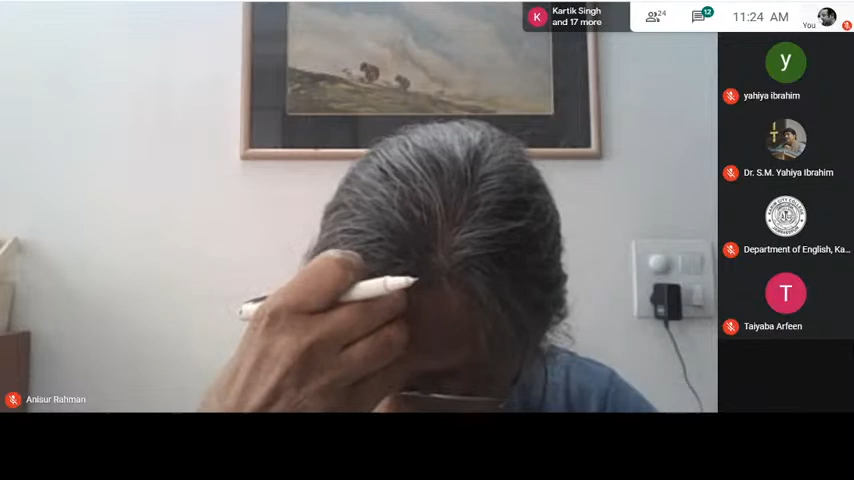 K
Kartik Singh
and 17 more
24
12
11:24 AM
You
y
yahiya ibrahim
Dr. S.M. Yahiya Ibrahim
Department of English, Ka...
T
Taiyaba Arfeen
Anisur Rahman